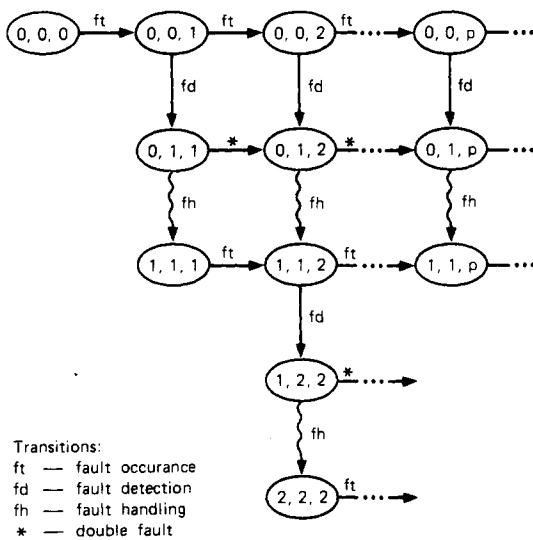 ft ft ft
0, 0, 0 0, 0, 1 0, 0, 2 0, 0, p
fd fd fd
0, 1, 1 * 0, 1, 2 * 0, 1, p
fh fh fh
1, 1, 1 ft 1, 1, 2 ft 1, 1, p
fd
1, 2, 2 *
fh
2, 2, 2 ft
Transitions:
ft — fault occurance
fd — fault detection
fh — fault handling
* — double fault